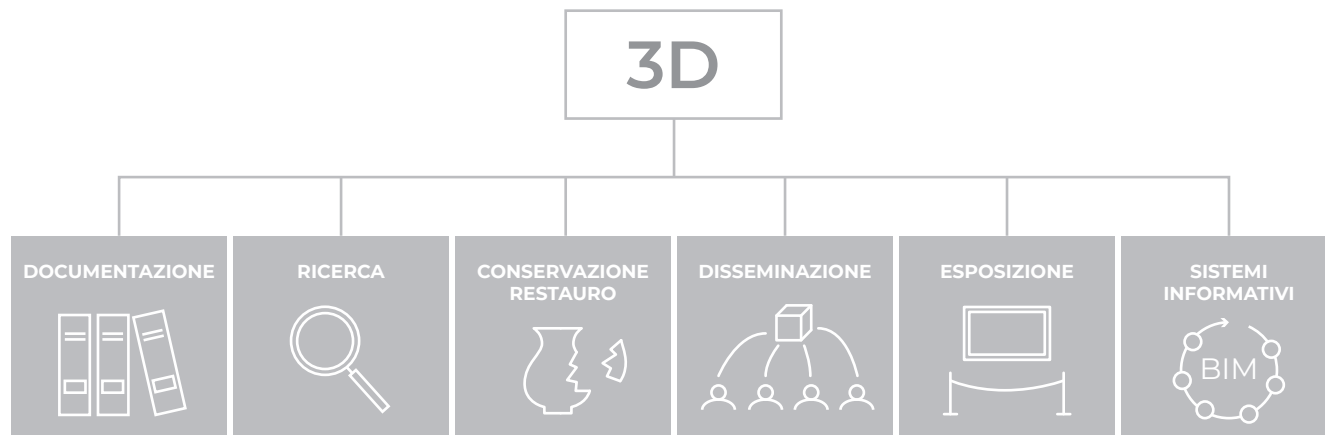 3D
DOCUMENTAZIONE
RICERCA
CONSERVAZIONE
RESTAURO
DISSEMINAZIONE
ESPOSIZIONE
SISTEMI
INFORMATIVI
BIM